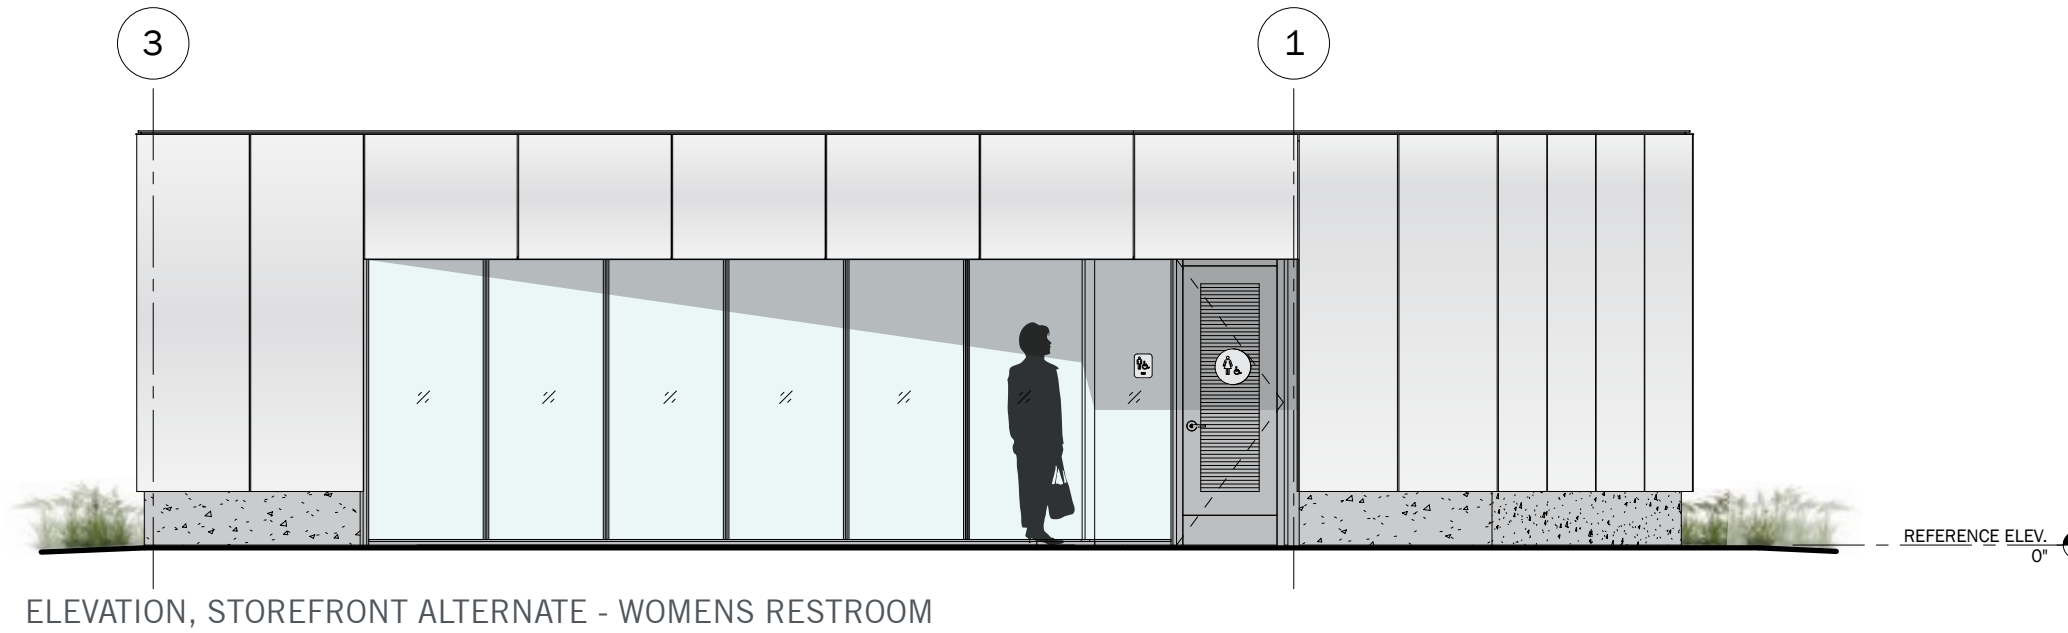 3
1
REFERENCE ELEV.
0"
ELEVATION, STOREFRONT ALTERNATE - WOMENS RESTROOM